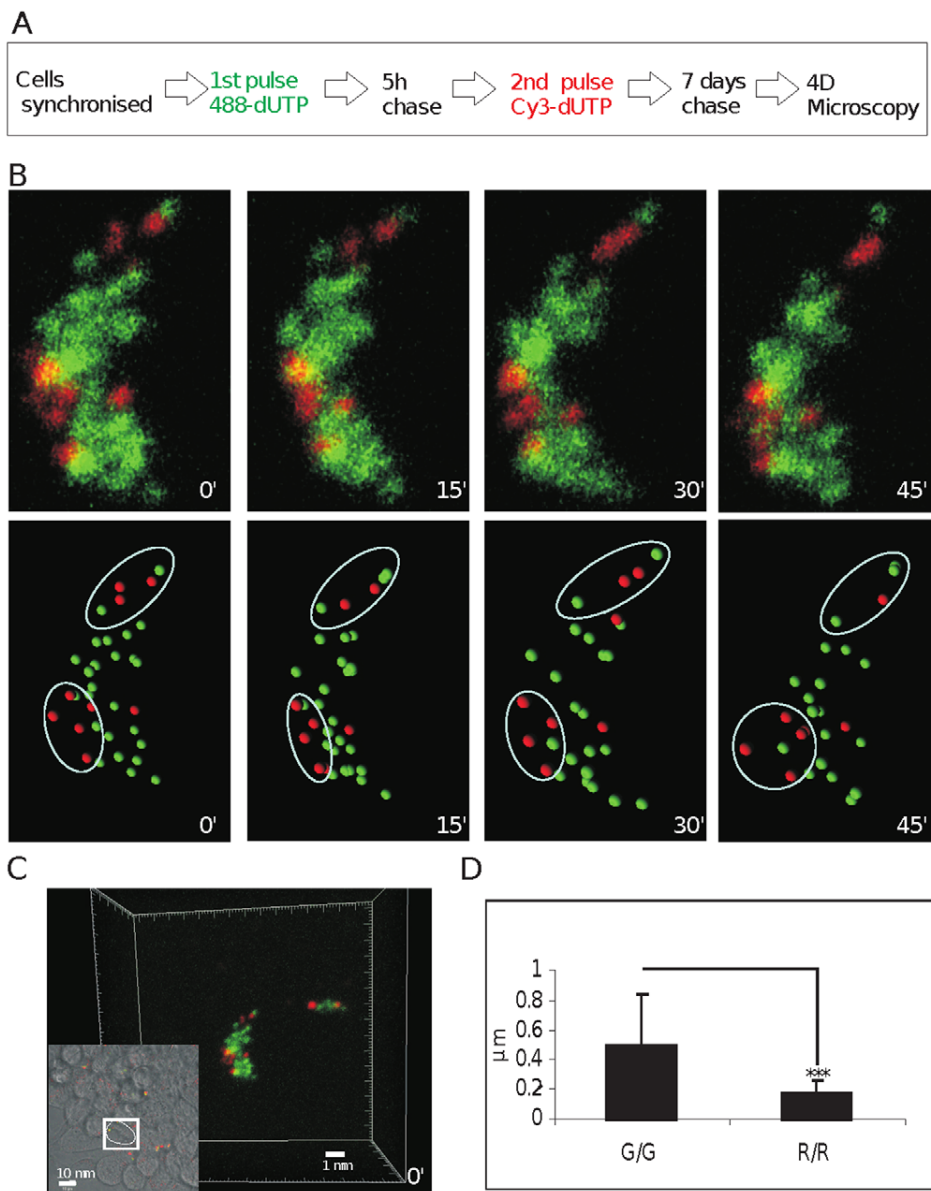 A
Cells synchronised
1st pulse 488-dUTP
5h chase
2nd pulse Cy3-dUTP
7 days chase
4D Microscopy
B
0' 15' 30' 45'
0' 15' 30' 45'
C
10 nm
1 nm
0'
D
1
0.8
0.6
µm
0.4
0.2
0
***
G/G R/R